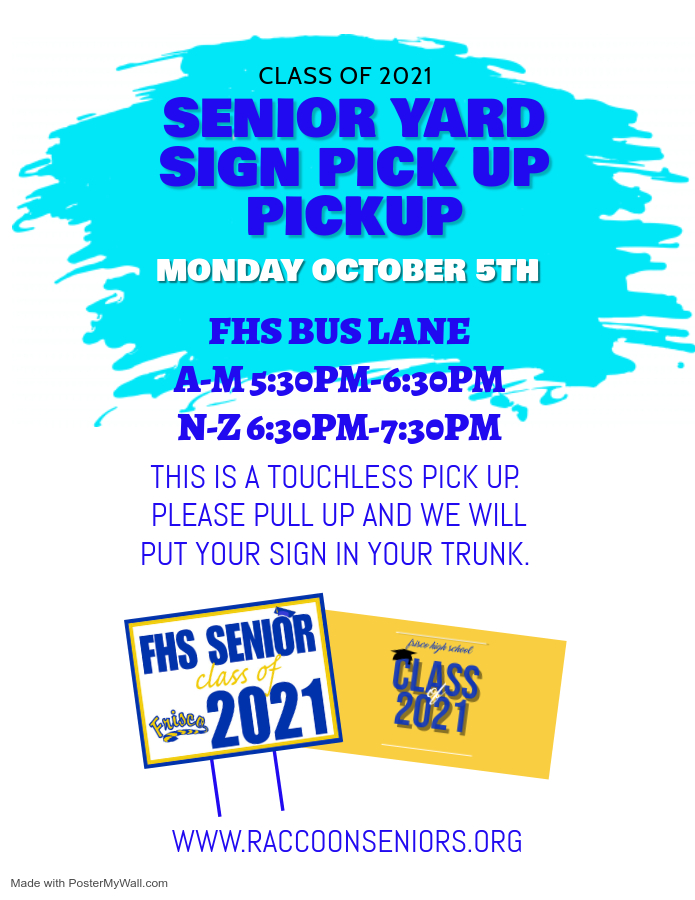 CLASS OF 2021
SENIOR YARD
SIGN PICK UP
PICKUP
MONDAY OCTOBER 5TH
FHS BUS LANE
A-M 5:30PM-6:30PM
N-Z 6:30PM-7:30PM
THIS IS A TOUCHLESS PICK UP.
PLEASE PULL UP AND WE WILL
PUT YOUR SIGN IN YOUR TRUNK.
FHS SENIOR
class of
2021
Frisco
frisco high school
CLASS
of
2021
WWW.RACCOONSENIORS.ORG
Made with PosterMyWall.com